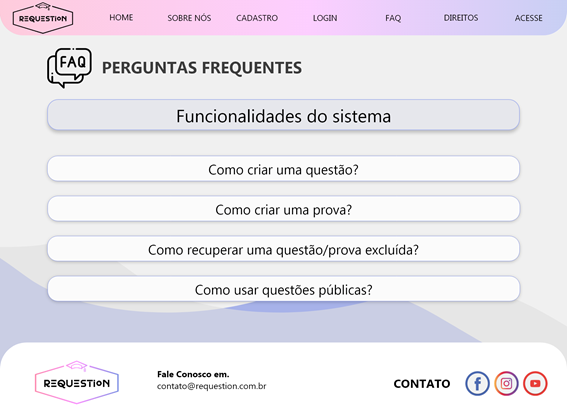 REQUESTION
HOME
SOBRE NÓS
CADASTRO
LOGIN
FAQ
DIREITOS
ACESSE
FAQ
PERGUNTAS FREQUENTES
Funcionalidades do sistema
Como criar uma questão?
Como criar uma prova?
Como recuperar uma questão/prova excluída?
Como usar questões públicas?
REQUESTION
Fale Conosco em.
contato@requestion.com.br
CONTATO